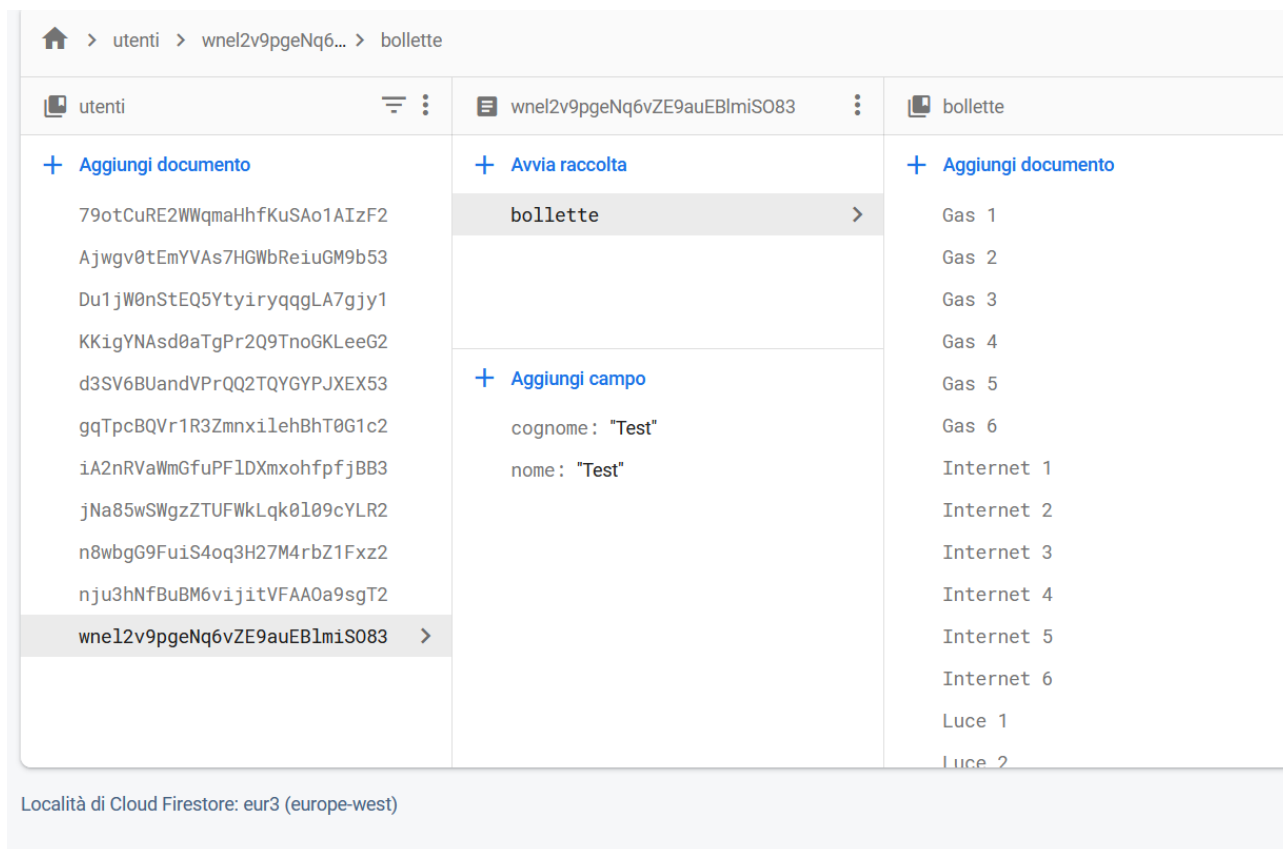 utenti > wnel2v9pgeNq6… > bollette
utenti
Aggiungi documento
79otCuRE2WWqmaHhfKuSAo1AIzF2
Ajwgv0tEmYVAs7HGWbReiuGM9b53
Du1jW0nStEQ5YtyiryqqgLA7gjy1
KKigYNAsd0aTgPr2Q9TnoGKLeeG2
d3SV6BUandVPrQQ2TQYGYPJXEX53
gqTpcBQVr1R3ZmnxilehBhT0G1c2
iA2nRVaWmGfuPFlDXmxohfpfjBB3
jNa85wSWgzZTUFWkLqk0l09cYLR2
n8wbgG9FuiS4oq3H27M4rbZ1Fxz2
nju3hNfBuBM6vijitVFAAOa9sgT2
wnel2v9pgeNq6vZE9auEBlmiSO83
wnel2v9pgeNq6vZE9auEBlmiSO83
Avvia raccolta
bollette
Aggiungi campo
cognome: "Test"
nome: "Test"
bollette
Aggiungi documento
Gas 1
Gas 2
Gas 3
Gas 4
Gas 5
Gas 6
Internet 1
Internet 2
Internet 3
Internet 4
Internet 5
Internet 6
Luce 1
Luce 2
Località di Cloud Firestore: eur3 (europe-west)